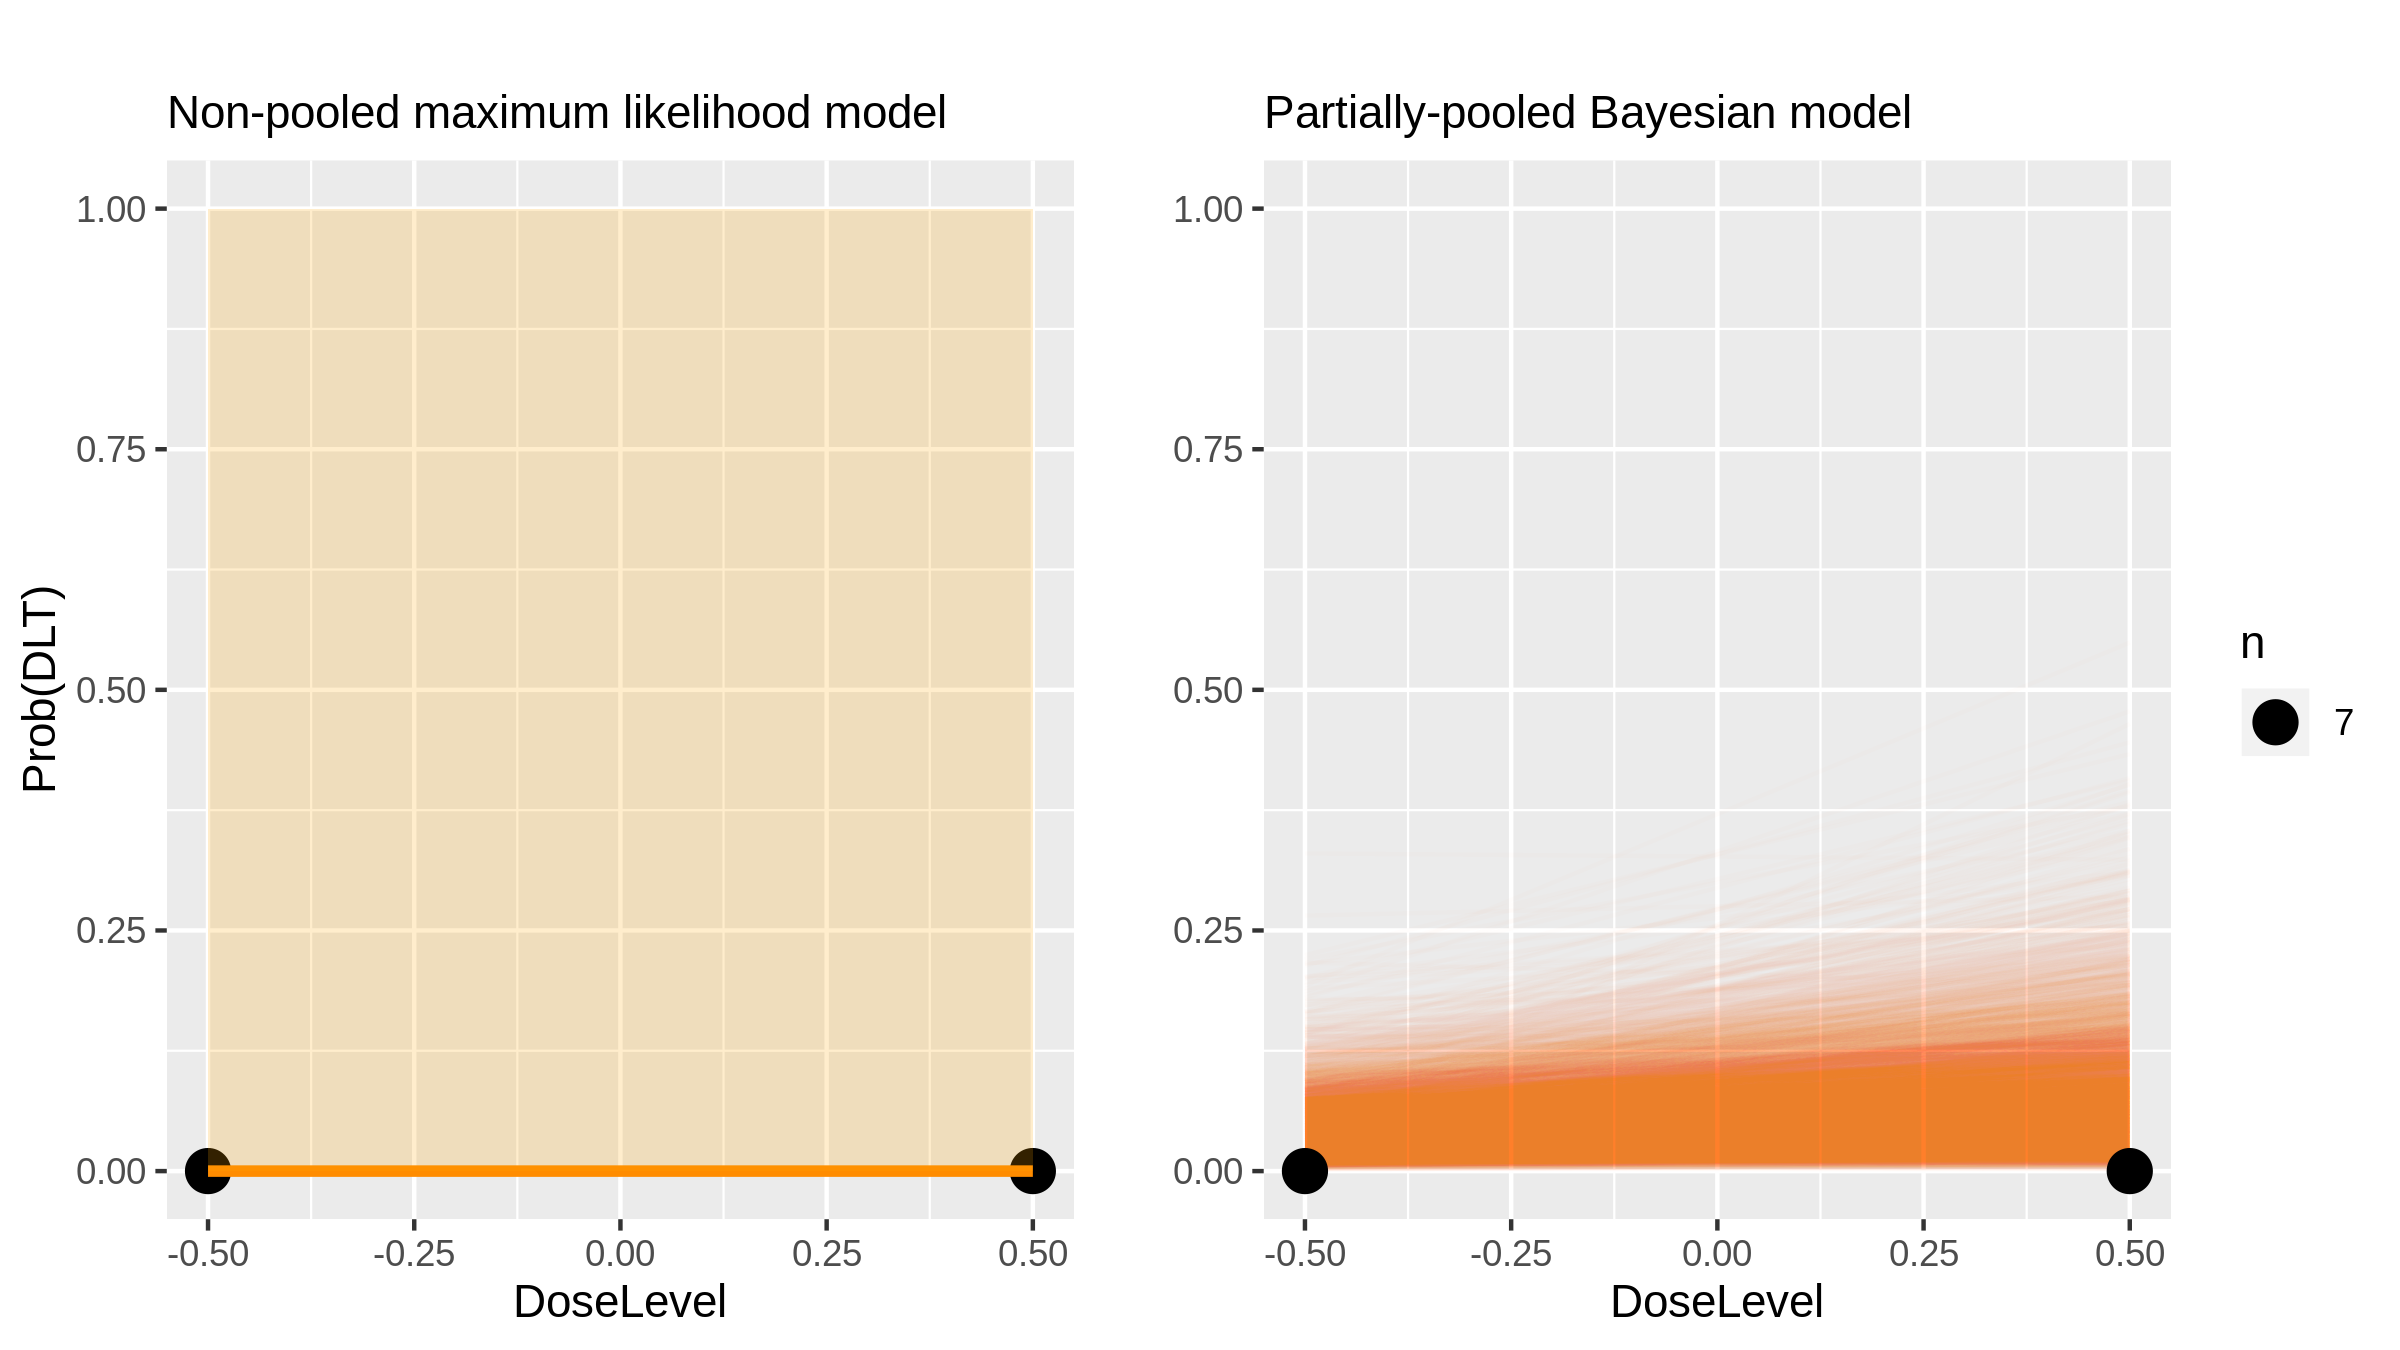 Non-pooled maximum likelihood model
Prob(DLT)
1.00
0.75
0.50
0.25
0.00
-0.50 -0.25 0.00 0.25 0.50
DoseLevel
Partially-pooled Bayesian model
1.00
0.75
0.50
0.25
0.00
-0.50 -0.25 0.00 0.25 0.50
DoseLevel
n
7